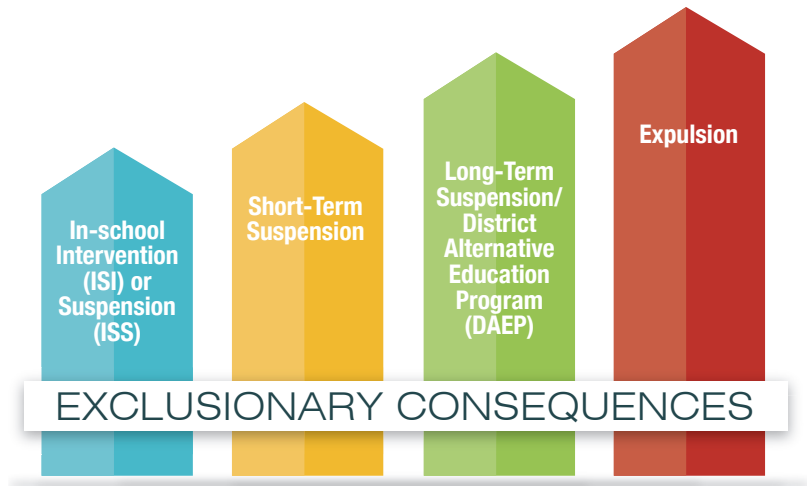 In-school
Intervention
(ISI) or
Suspension
(ISS)
Short-Term
Suspension
Long-Term
Suspension/
District
Alternative
Education
Program
(DAEP)
Expulsion
EXCLUSIONARY CONSEQUENCES